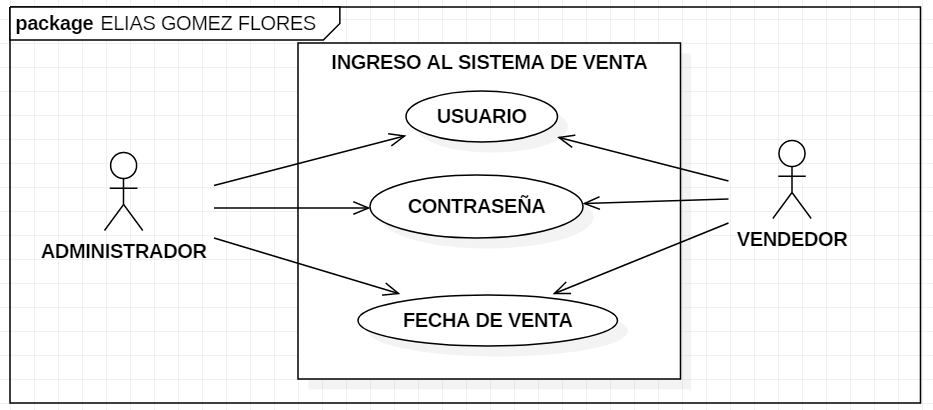 package ELIAS GOMEZ FLORES
INGRESO AL SISTEMA DE VENTA
USUARIO
CONTRASEÑA
ADMINISTRADOR
VENDEDOR
FECHA DE VENTA